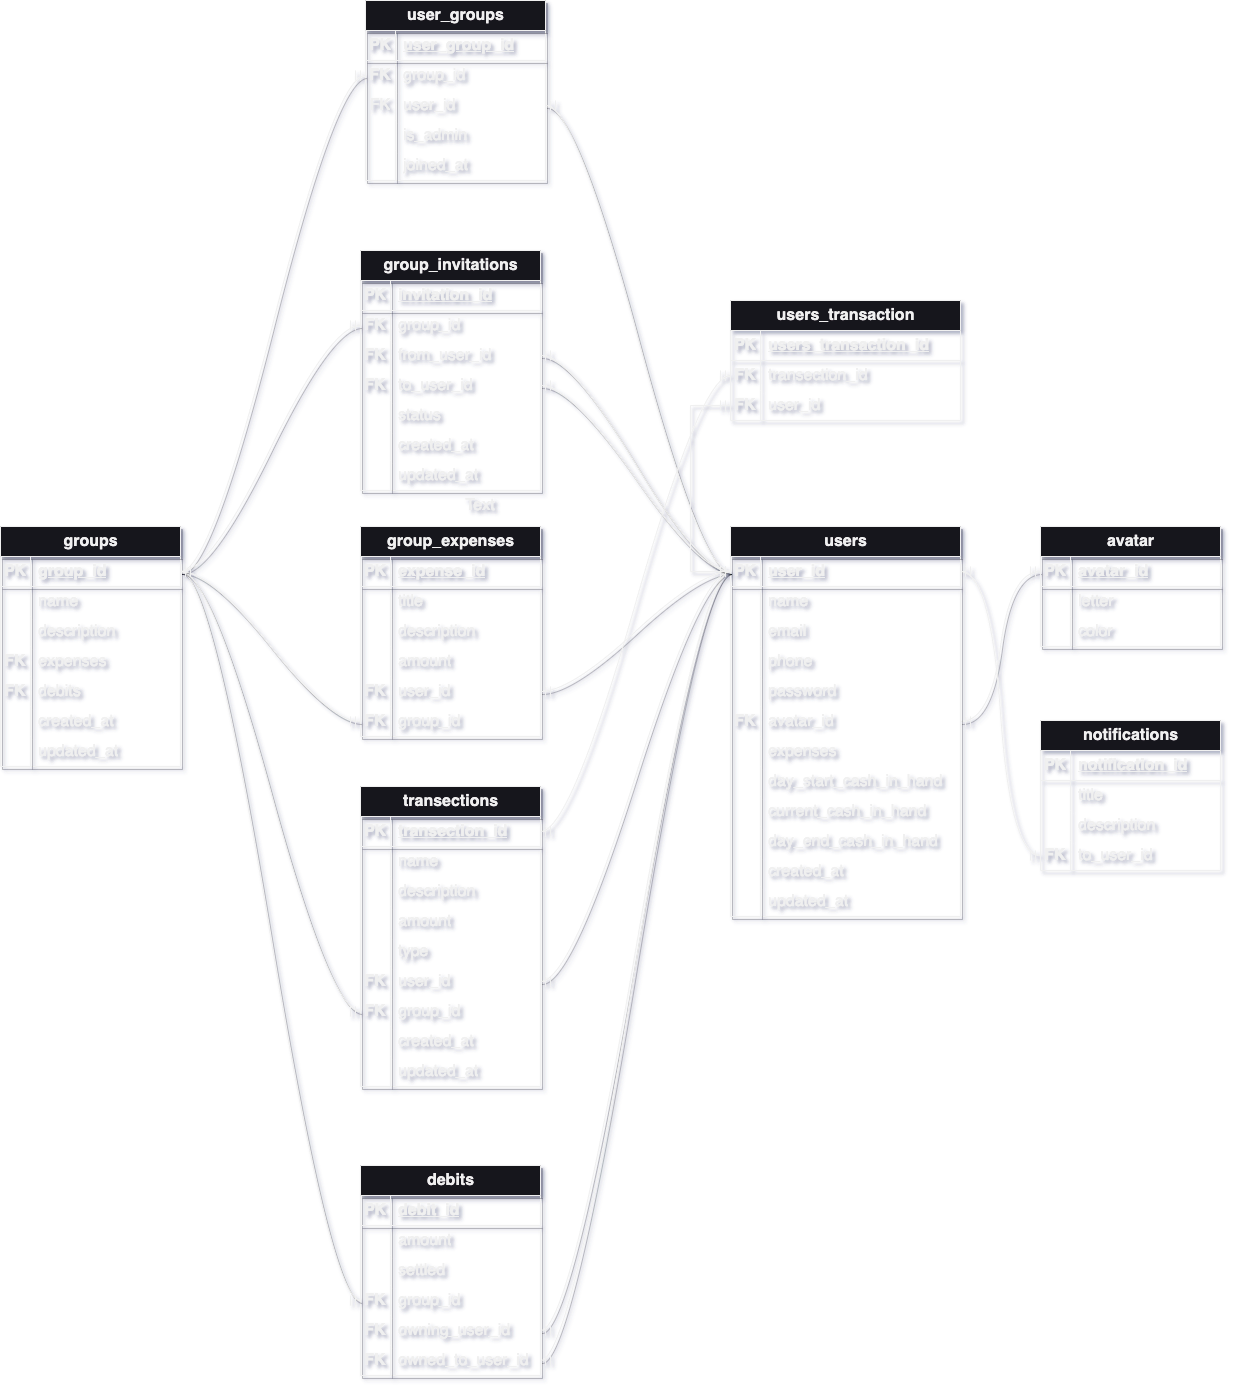 user_groups
PK user_group_id
FK group_id
FK user_id
is_admin
joined_at
group_invitations
PK invitation_id
FK group_id
FK from_user_id
FK to_user_id
status
created_at
updated_at
Text
users_transaction
PK users_transaction_id
FK transection_id
FK user_id
groups
PK group_id
name
description
FK expenses
FK debits
created_at
updated_at
group_expenses
PK expense_id
title
description
amount
FK user_id
FK group_id
users
PK user_id
name
email
phone
password
FK avatar_id
expenses
day_start_cash_in_hand
current_cash_in_hand
day_end_cash_in_hand
created_at
updated_at
avatar
PK avatar_id
letter
color
notifications
PK notification_id
title
description
FK to_user_id
transections
PK transection_id
name
description
amount
type
FK user_id
FK group_id
created_at
updated_at
debits
PK debit_id
amount
settled
FK group_id
FK owning_user_id
FK owned_to_user_id